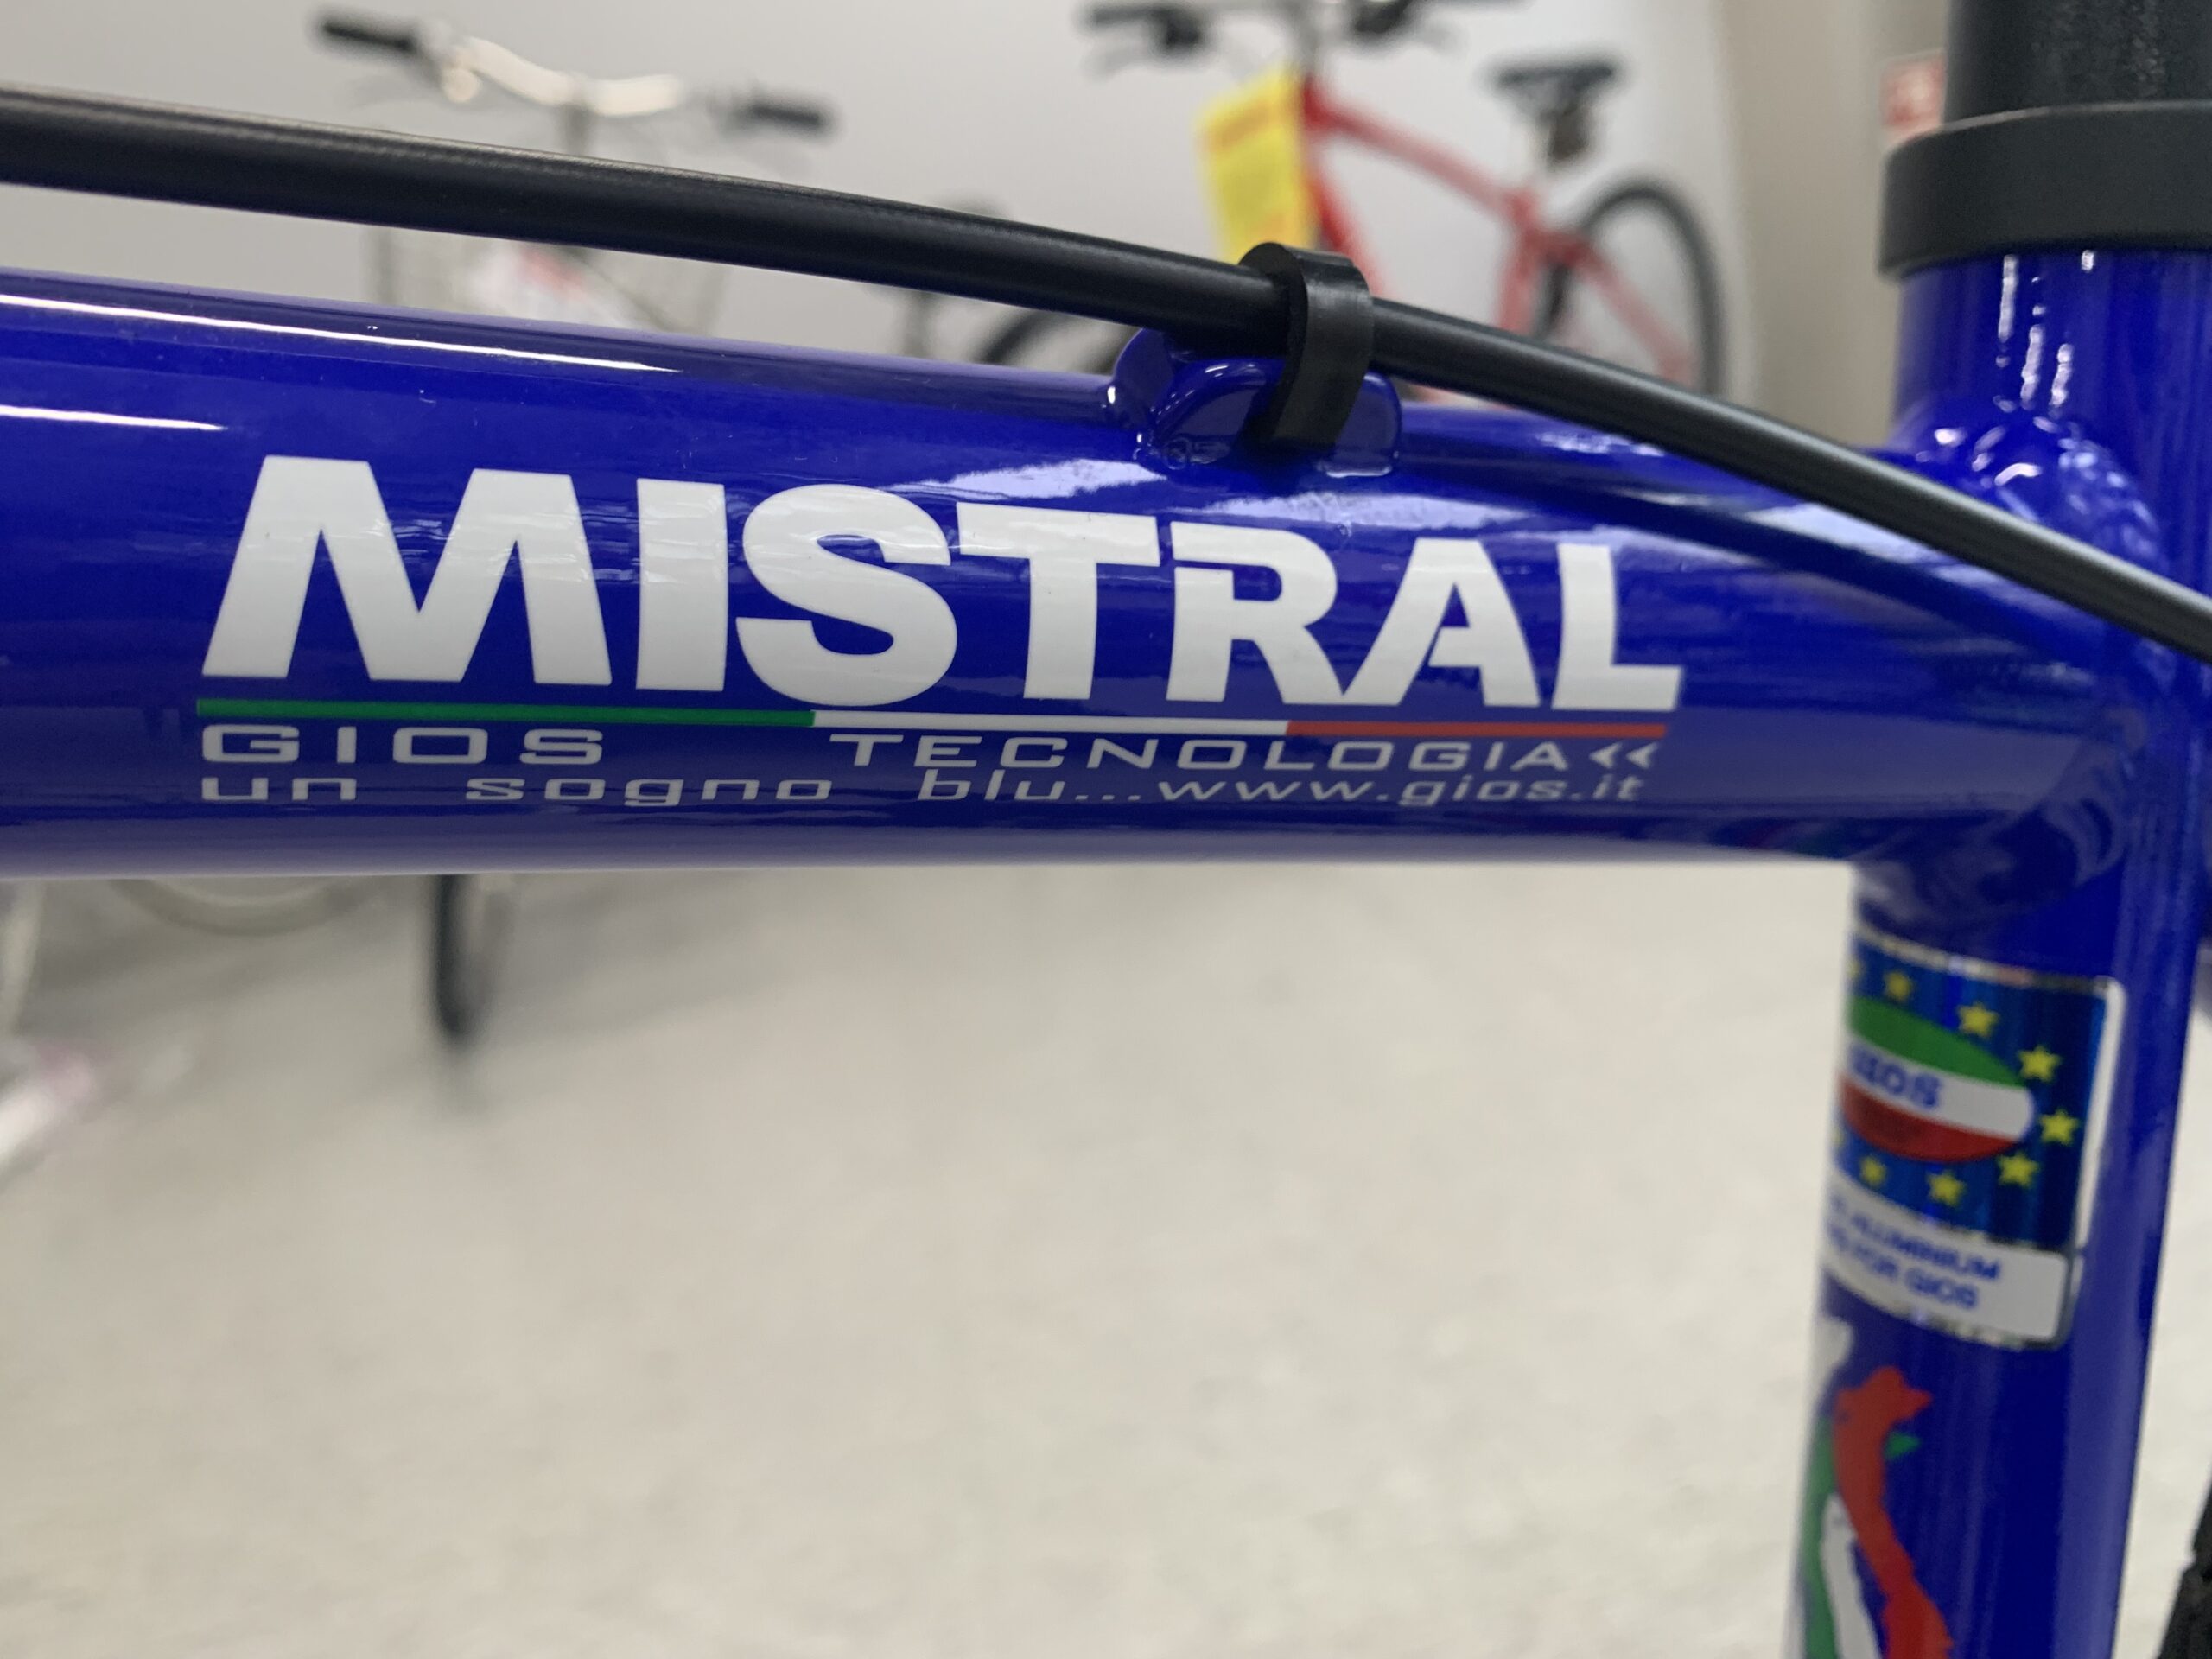 MISTRAL
GIOS TECNOLOGIA<<
un sogno blu...www.gios.it
GIOS
ALUMINIUM
FOR GIOS